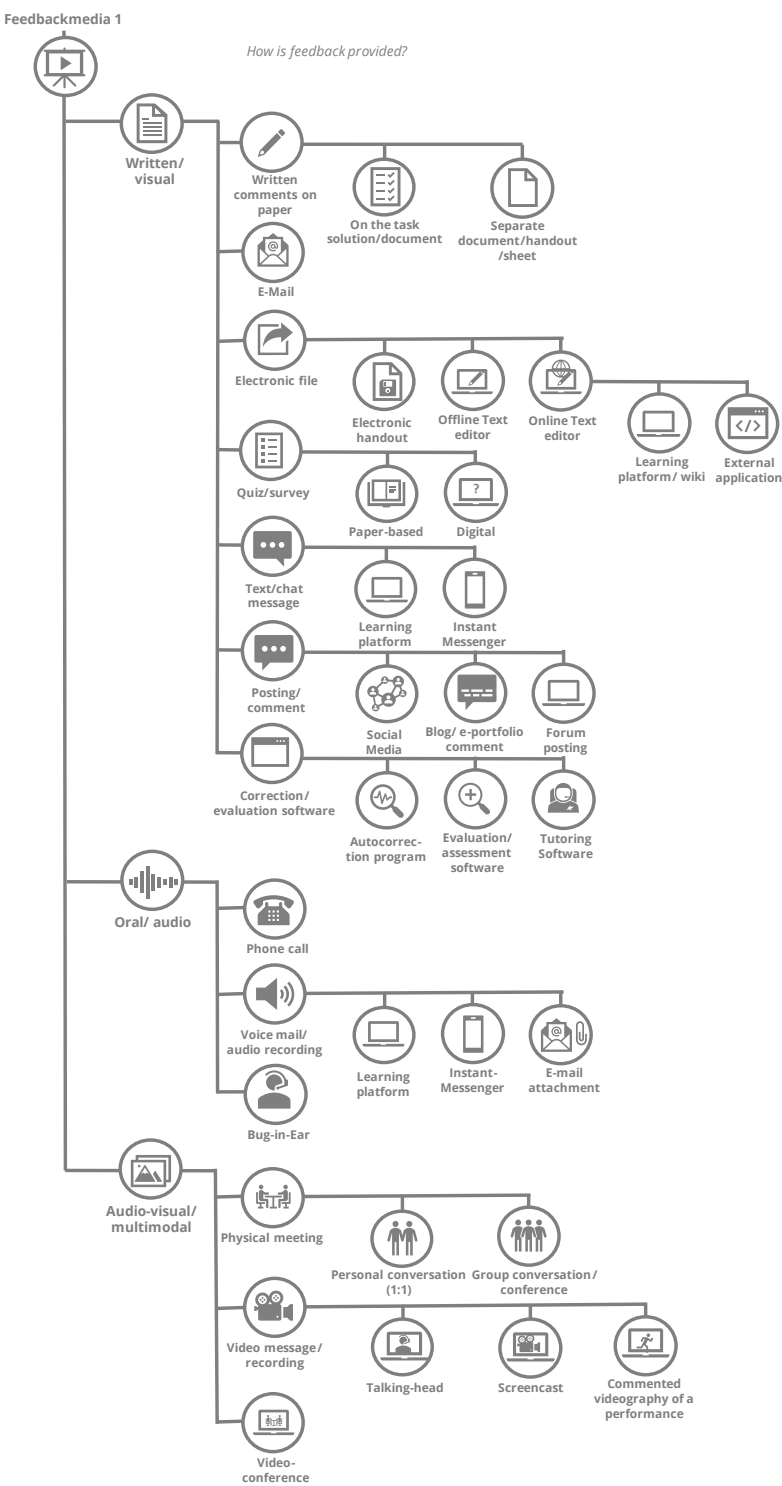 Feedbackmedia 1
How is feedback provided?
Written/
visual
Written
comments on
paper
On the task
solution/document
Separate
document/handout
/sheet
@
E-Mail
Electronic file
Electronic
handout
Offline Text
editor
Online Text
editor
Learning
platform/ wiki
</>
External
application
Quiz/survey
Paper-based
?
Digital
Text/chat
message
Learning
platform
Instant
Messenger
Posting/
comment
Social
Media
Blog/ e-portfolio
comment
Forum
posting
Correction/
evaluation software
Autocorrec-
tion program
Evaluation/
assessment
software
Tutoring
Software
Oral/ audio
Phone call
Voice mail/
audio recording
Learning
platform
Instant-
Messenger
@
E-mail
attachment
Bug-in-Ear
Audio-visual/
multimodal
Physical meeting
Personal conversation
(1:1)
Group conversation/
conference
Video message/
recording
Talking-head
Screencast
Commented
videography of a
performance
Video-
conference